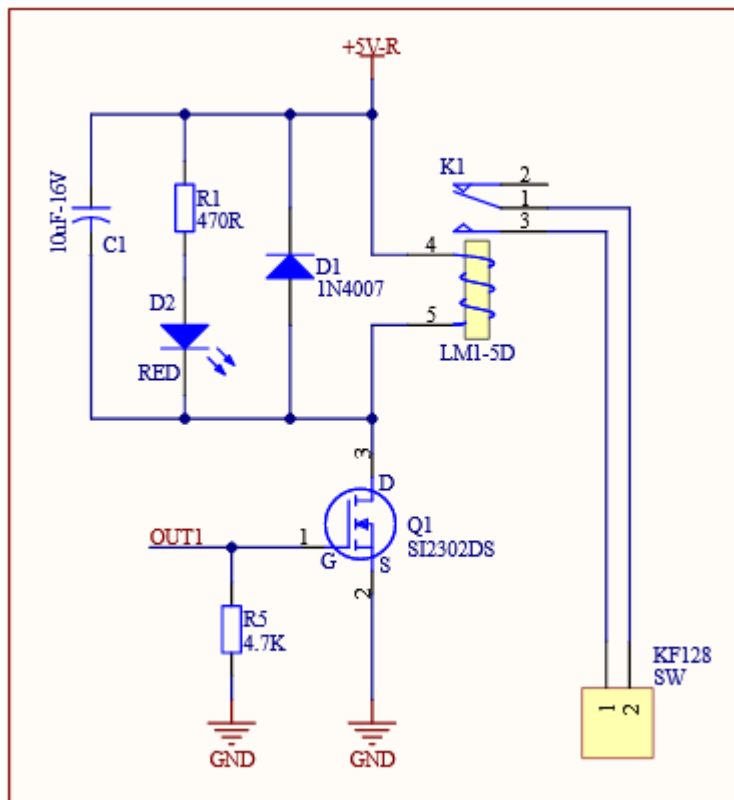 +5V-R
K1
2
1
3
10uF-16V
C1
R1
470R
4
D1
1N4007
D2
RED
5
LM1-5D
3
D
OUT1
1
G
S
Q1
SI2302DS
2
R5
4.7K
KF128
SW
1
2
GND
GND